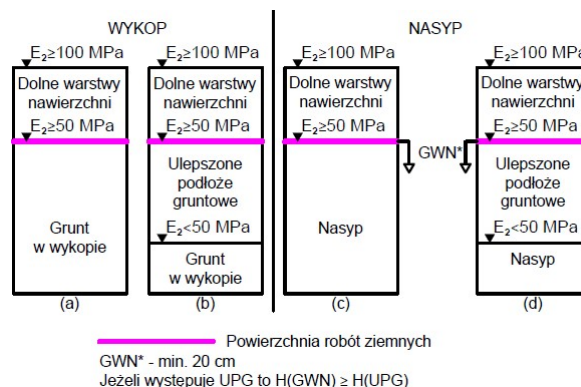 WYKOP
NASYP
E2≥100 MPa
Dolne warstwy
nawierzchni
E2≥50 MPa
Grunt
w wykopie
(a)
E2≥100 MPa
Dolne warstwy
nawierzchni
E2≥50 MPa
Ulepszone
podłoże
gruntowe
E2<50 MPa
Grunt
w wykopie
(b)
E2≥100 MPa
Dolne warstwy
nawierzchni
E2≥50 MPa
Nasyp
(c)
GWN*
E2≥100 MPa
Dolne warstwy
nawierzchni
E2≥50 MPa
Ulepszone
podłoże
gruntowe
E2<50 MPa
Nasyp
(d)
Powierzchnia robót ziemnych
GWN* - min. 20 cm
Jeżeli występuje UPG to H(GWN) ≥ H(UPG)